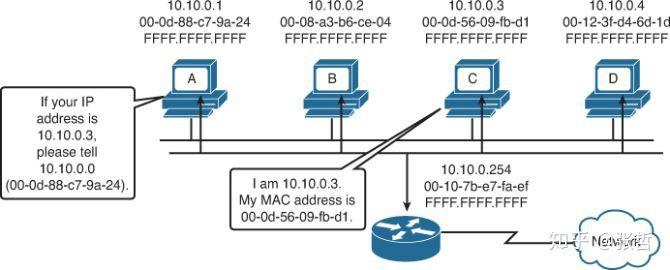 10.10.0.1
00-0d-88-c7-9a-24
FFFF.FFFF.FFFF
10.10.0.2
00-08-a3-b6-ce-04
FFFF.FFFF.FFFF
10.10.0.3
00-0d-56-09-fb-d1
FFFF.FFFF.FFFF
10.10.0.4
00-12-3f-d4-6d-1d
FFFF.FFFF.FFFF
A
B
C
D
If your IP
address is
10.10.0.3,
please tell
10.10.0.0
(00-0d-88-c7-9a-24).
I am 10.10.0.3.
My MAC address is
00-0d-56-09-fb-d1.
10.10.0.254
00-10-7b-e7-fa-ef
FFFF.FFFF.FFFF
Network
知乎 @张哲